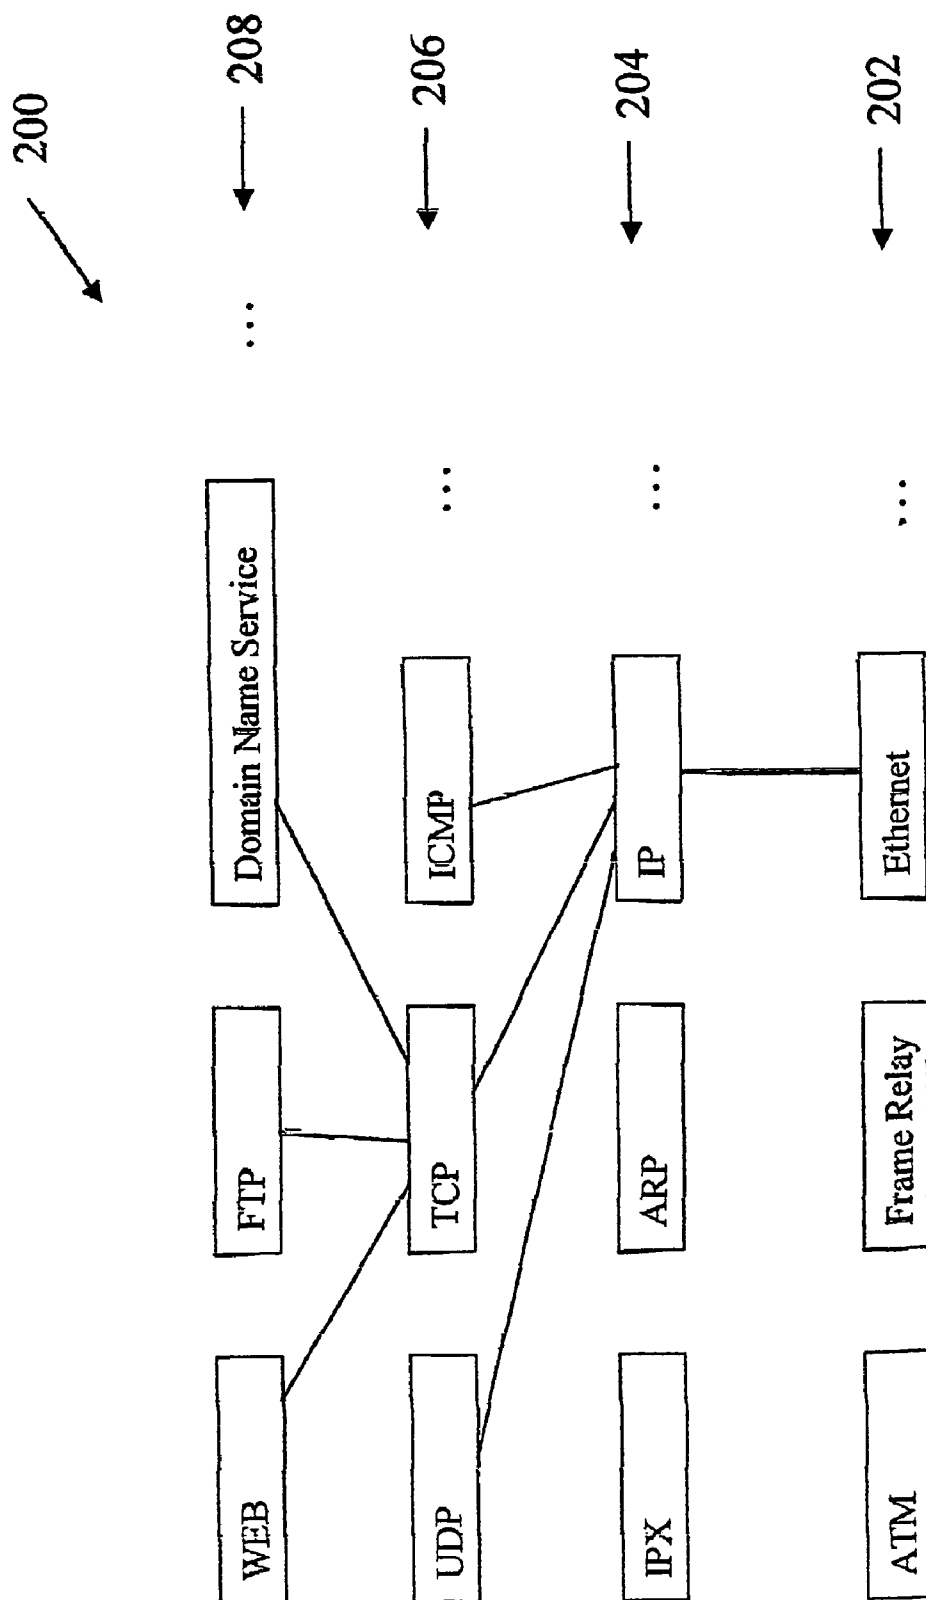 200
WEB FTP Domain Name Service ... 208
UDP TCP ICMP ... 206
IPX ARP IP ... 204
ATM Frame Relay Ethernet ... 202